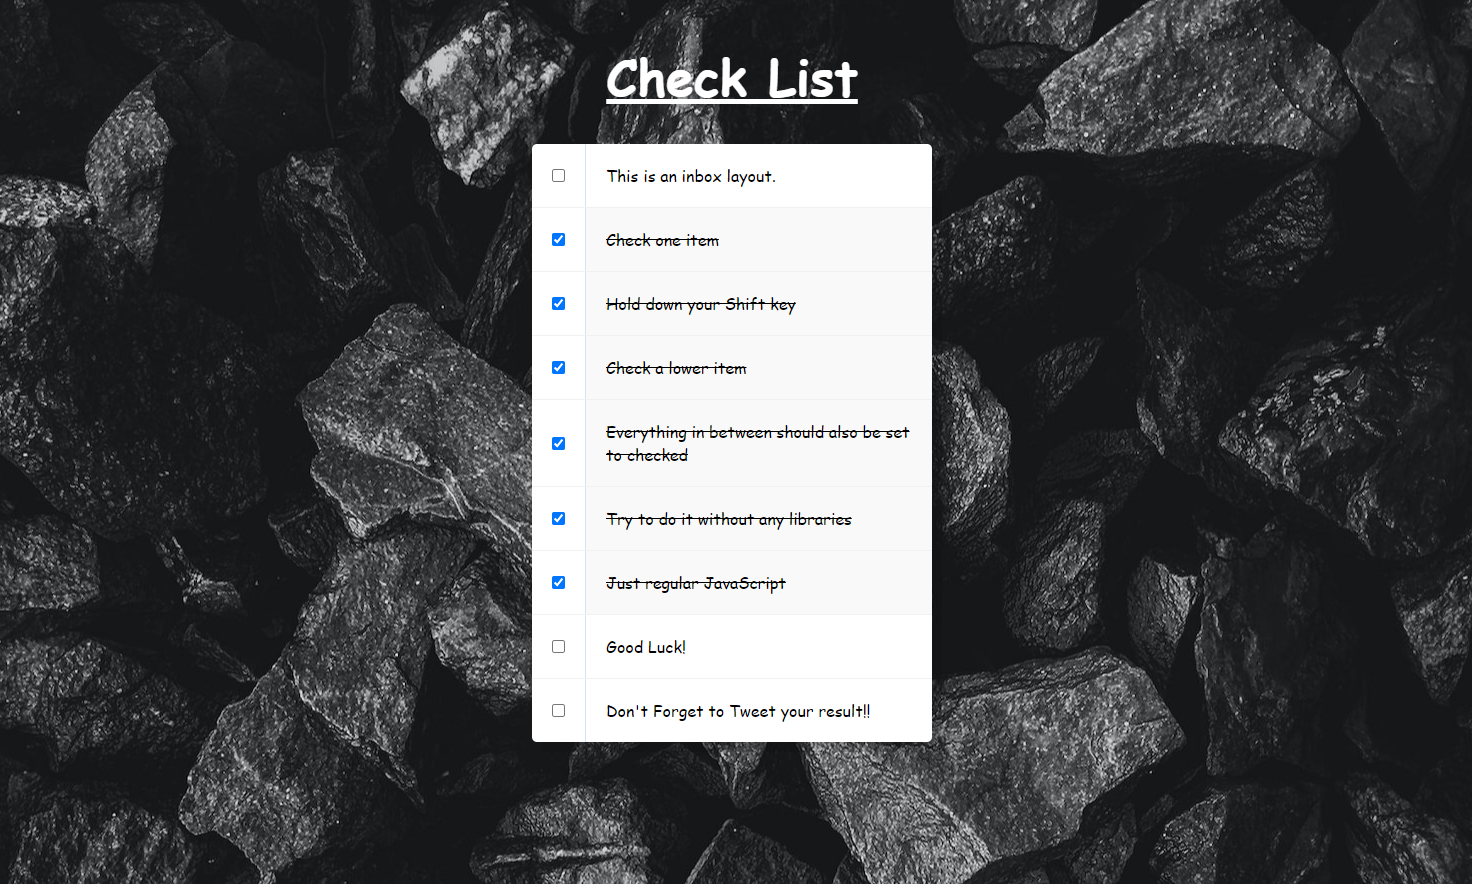 Check List
This is an inbox layout.
Check one item
Hold down your Shift key
Check a lower item
Everything in between should also be set
to checked
Try to do it without any libraries
Just regular JavaScript
Good Luck!
Don't Forget to Tweet your result!!